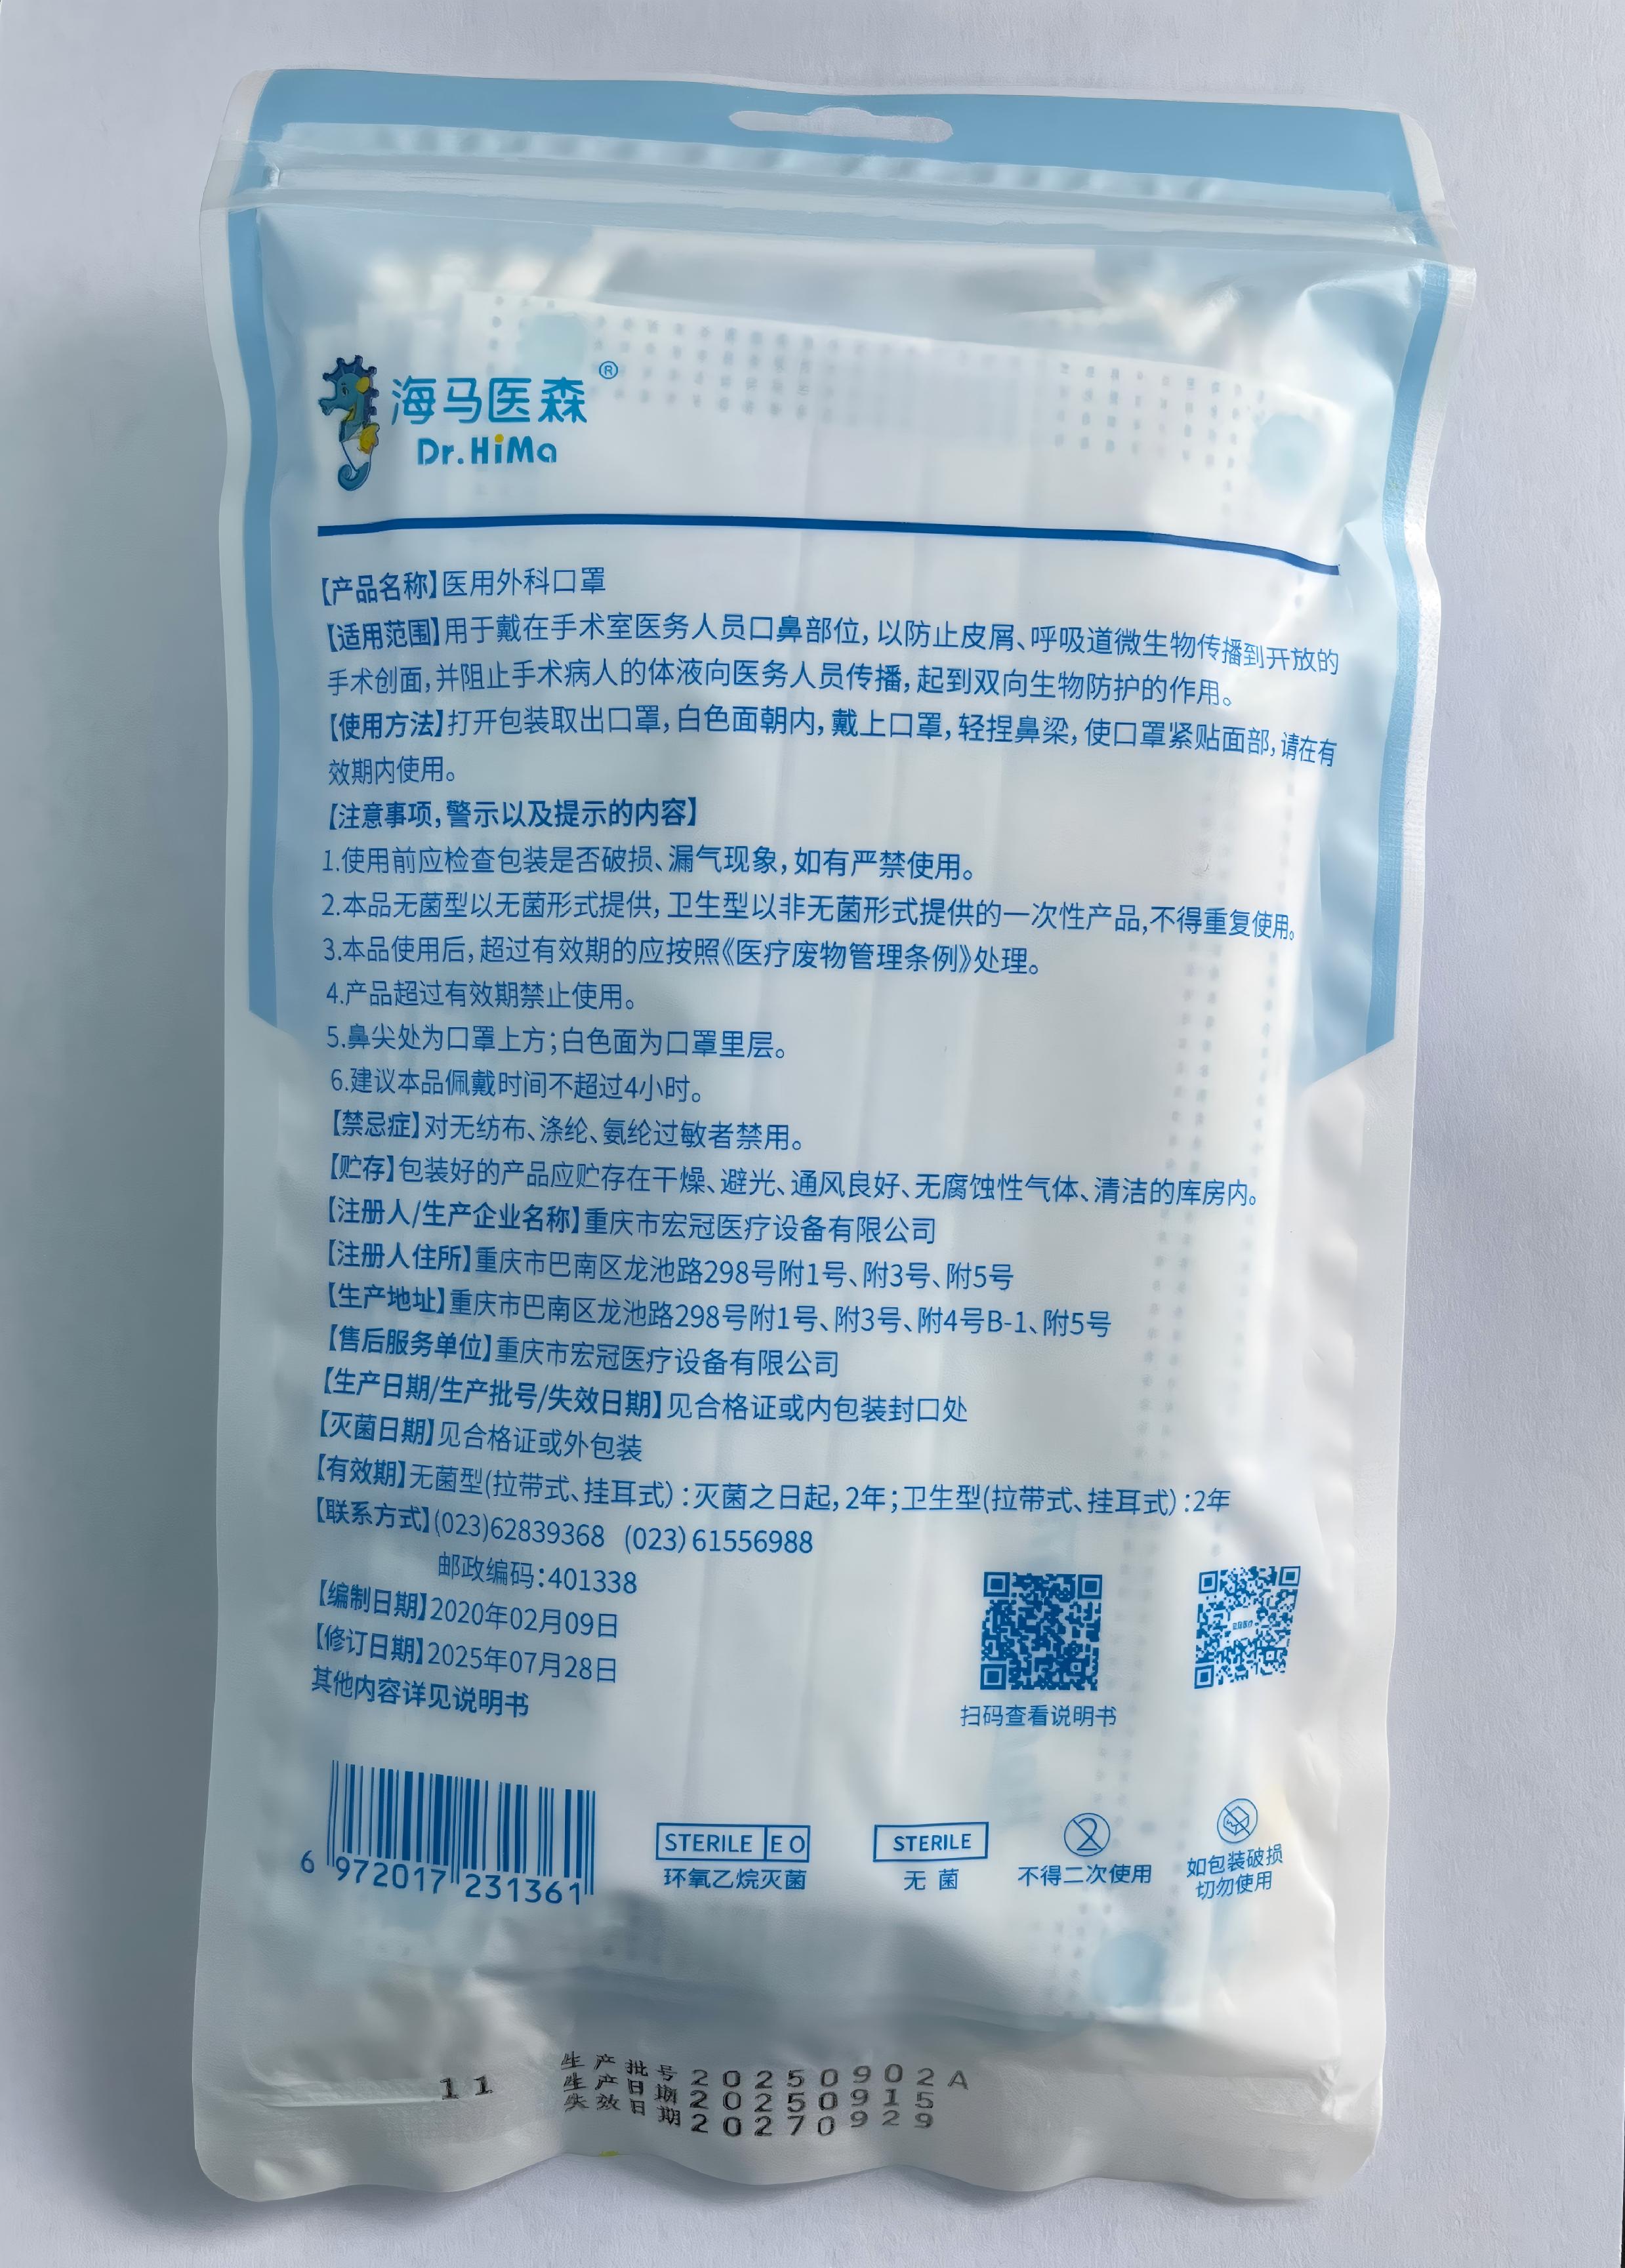 海马医森®
Dr.HiMa
【产品名称】医用外科口罩
【适用范围】用于戴在手术室医务人员口鼻部位,以防止皮屑、呼吸道微生物传播到开放的
手术创面,并阻止手术病人的体液向医务人员传播,起到双向生物防护的作用。
【使用方法】打开包装取出口罩,白色面朝内,戴上口罩,轻捏鼻梁,使口罩紧贴面部,请在有
效期内使用。
【注意事项,警示以及提示的内容】
1.使用前应检查包装是否破损、漏气现象,如有严禁使用。
2.本品无菌型以无菌形式提供,卫生型以非无菌形式提供的一次性产品,不得重复使用。
3.本品使用后,超过有效期的应按照《医疗废物管理条例》处理。
4.产品超过有效期禁止使用。
5.鼻尖处为口罩上方;白色面为口罩里层。
6.建议本品佩戴时间不超过4小时。
【禁忌症】对无纺布、涤纶、氨纶过敏者禁用。
【贮存】包装好的产品应贮存在干燥、避光、通风良好、无腐蚀性气体、清洁的库房内。
【注册人/生产企业名称】重庆市宏冠医疗设备有限公司
【注册人住所】重庆市巴南区龙池路298号附1号、附3号、附5号
【生产地址】重庆市巴南区龙池路298号附1号、附3号、附4号B-1、附5号
【售后服务单位】重庆市宏冠医疗设备有限公司
【生产日期/生产批号/失效日期】见合格证或内包装封口处
【灭菌日期】见合格证或外包装
【有效期】无菌型(拉带式、挂耳式):灭菌之日起,2年;卫生型(拉带式、挂耳式):2年
【联系方式】(023)62839368 (023)61556988
邮政编码:401338
【编制日期】2020年02月09日
【修订日期】2025年07月28日
其他内容详见说明书
扫码查看说明书
6 972017 231361
STERILE EO
环氧乙烷灭菌
STERILE
无菌
2
不得二次使用
如包装破损
切勿使用
11
生产批号20250902A
生产日期20250915
失效日期20270929